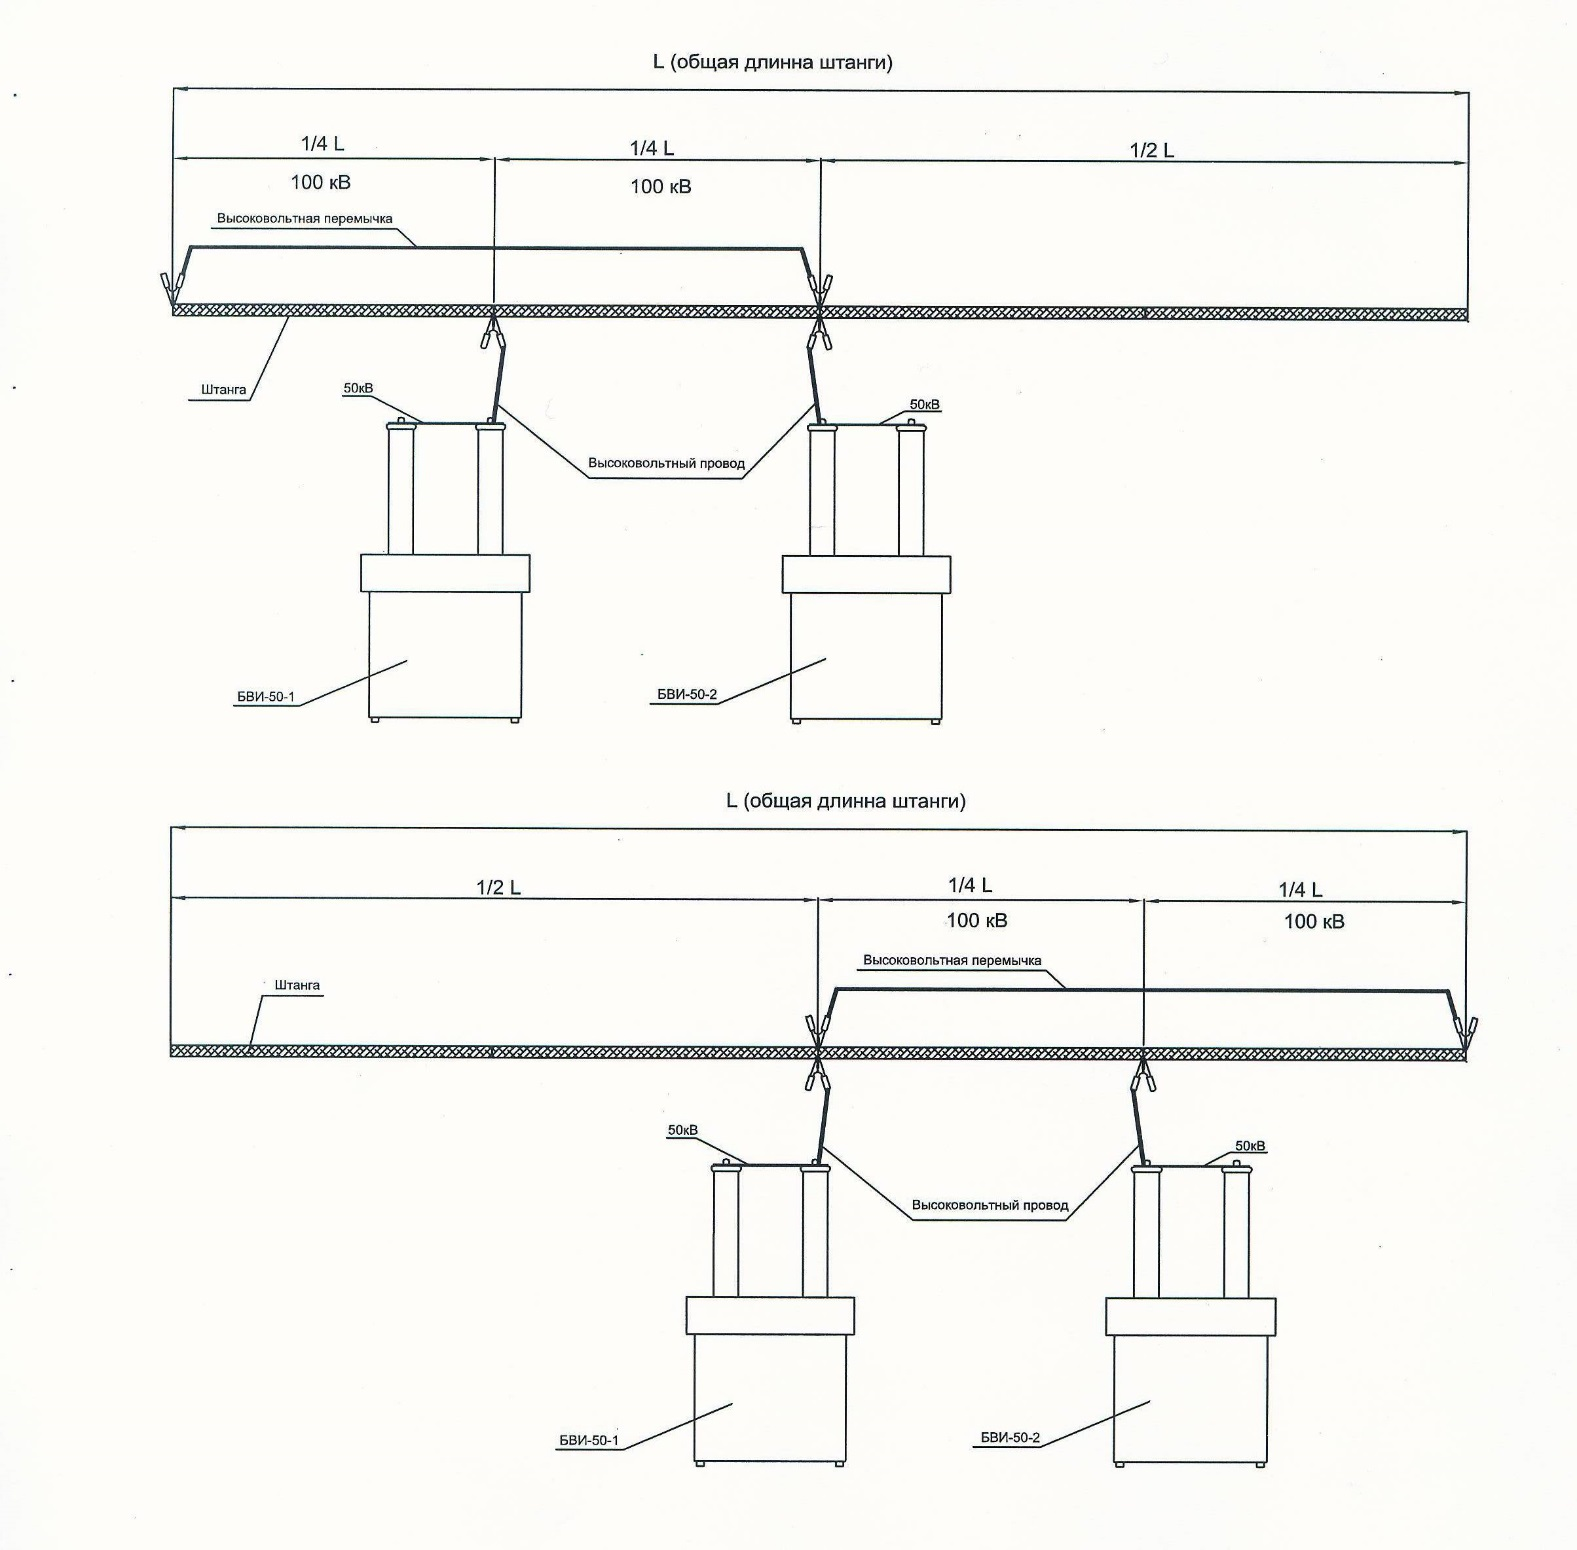 L (общая длинна штанги)
1/4 L
1/4 L
1/2 L
100 кВ
100 кВ
Высоковольтная перемычка
Штанга
50кВ
50кВ
Высоковольтный провод
БВИ-50-1
БВИ-50-2
L (общая длинна штанги)
1/2 L
1/4 L
1/4 L
100 кВ
100 кВ
Высоковольтная перемычка
Штанга
50кВ
50кВ
Высоковольтный провод
БВИ-50-1
БВИ-50-2